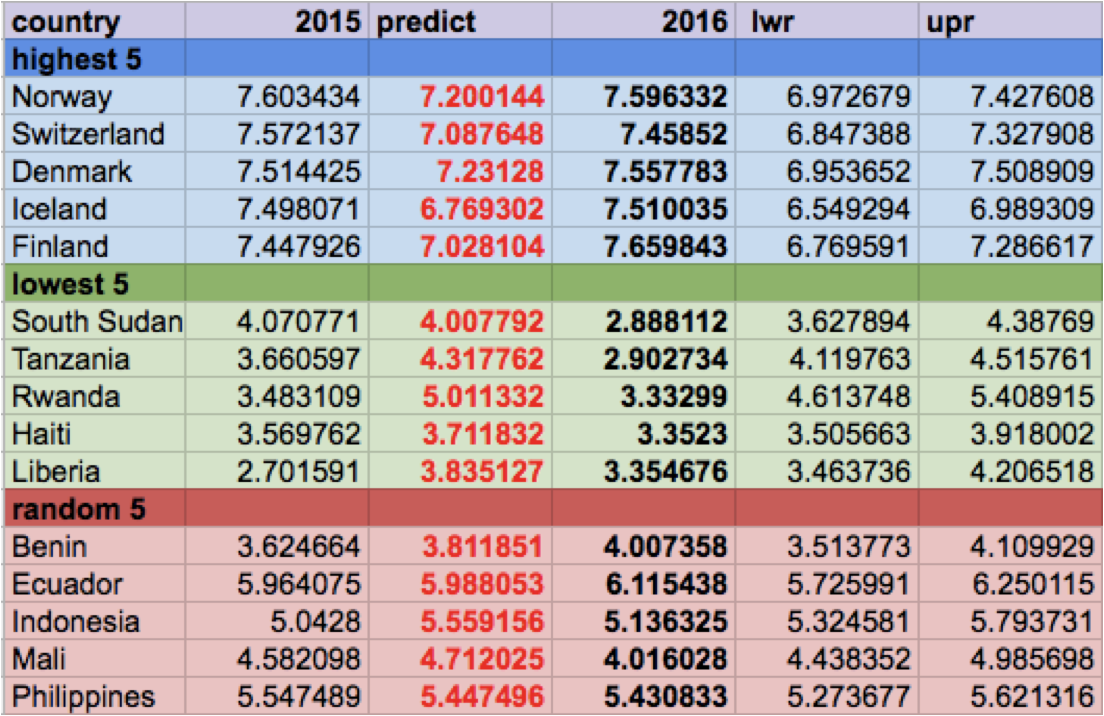 country 2015 predict 2016 lwr upr
highest 5
Norway 7.603434 7.200144 7.596332 6.972679 7.427608
Switzerland 7.572137 7.087648 7.45852 6.847388 7.327908
Denmark 7.514425 7.23128 7.557783 6.953652 7.508909
Iceland 7.498071 6.769302 7.510035 6.549294 6.989309
Finland 7.447926 7.028104 7.659843 6.769591 7.286617
lowest 5
South Sudan 4.070771 4.007792 2.888112 3.627894 4.38769
Tanzania 3.660597 4.317762 2.902734 4.119763 4.515761
Rwanda 3.483109 5.011332 3.33299 4.613748 5.408915
Haiti 3.569762 3.711832 3.3523 3.505663 3.918002
Liberia 2.701591 3.835127 3.354676 3.463736 4.206518
random 5
Benin 3.624664 3.811851 4.007358 3.513773 4.109929
Ecuador 5.964075 5.988053 6.115438 5.725991 6.250115
Indonesia 5.0428 5.559156 5.136325 5.324581 5.793731
Mali 4.582098 4.712025 4.016028 4.438352 4.985698
Philippines 5.547489 5.447496 5.430833 5.273677 5.621316